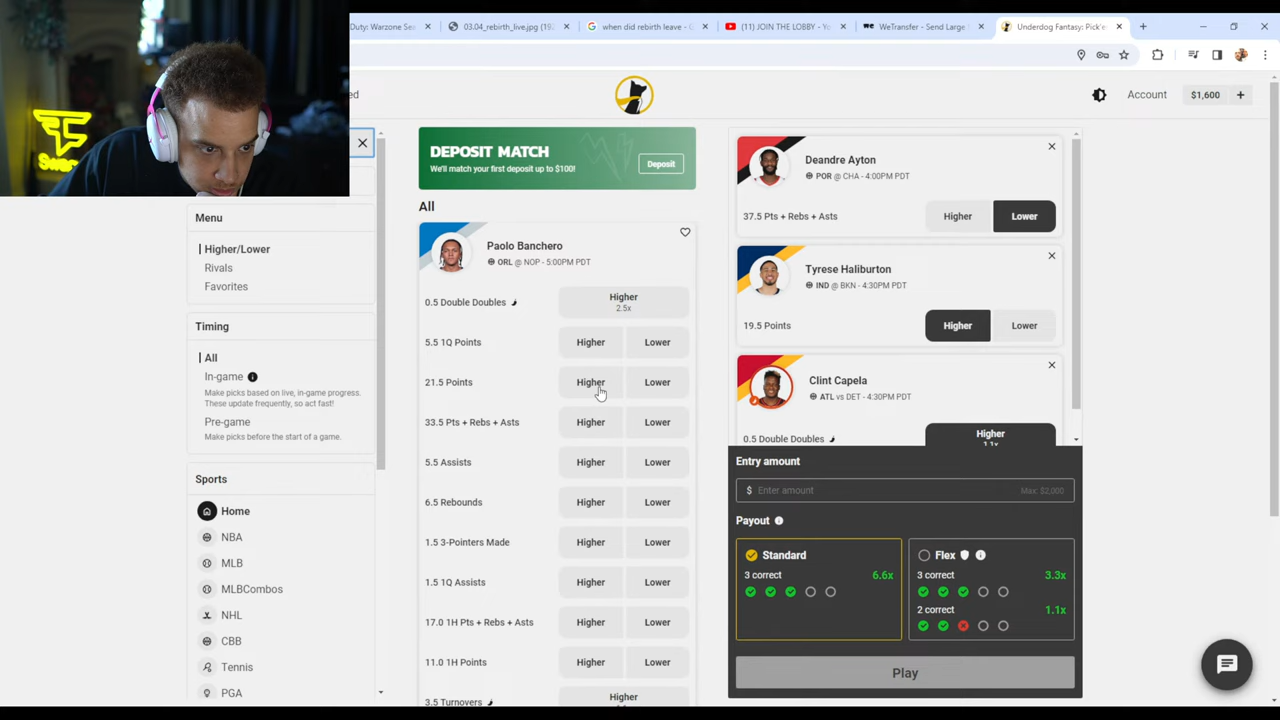 Duty: Warzone Sea
03.04_rebirth_live.jpg (192
when did rebirth leave - G
(11) JOIN THE LOBBY - Yo
WeTransfer - Send Large
Underdog Fantasy: Pick'e
ed
Account
$1,600 +
FaZe
Menu
Higher/Lower
Rivals
Favorites
Timing
All
In-game
Make picks based on live, in-game progress.
These update frequently, so act fast!
Pre-game
Make picks before the start of a game.
Sports
Home
NBA
MLB
MLBCombos
NHL
CBB
Tennis
PGA
DEPOSIT MATCH
We'll match your first deposit up to $100!
Deposit
All
Paolo Banchero
ORL @ NOP - 5:00PM PDT
0.5 Double Doubles
Higher
2.5x
5.5 1Q Points Higher Lower
21.5 Points Higher Lower
33.5 Pts + Rebs + Asts Higher Lower
5.5 Assists Higher Lower
6.5 Rebounds Higher Lower
1.5 3-Pointers Made Higher Lower
1.5 1Q Assists Higher Lower
17.0 1H Pts + Rebs + Asts Higher Lower
11.0 1H Points Higher Lower
3.5 Turnovers Higher
Deandre Ayton
POR @ CHA - 4:00PM PDT
37.5 Pts + Rebs + Asts Higher Lower
Tyrese Haliburton
IND @ BKN - 4:30PM PDT
19.5 Points Higher Lower
Clint Capela
ATL vs DET - 4:30PM PDT
0.5 Double Doubles Higher
1.1x
Entry amount
$ Enter amount Max: $2,000
Payout
Standard
3 correct 6.6x
Flex
3 correct 3.3x
2 correct 1.1x
Play